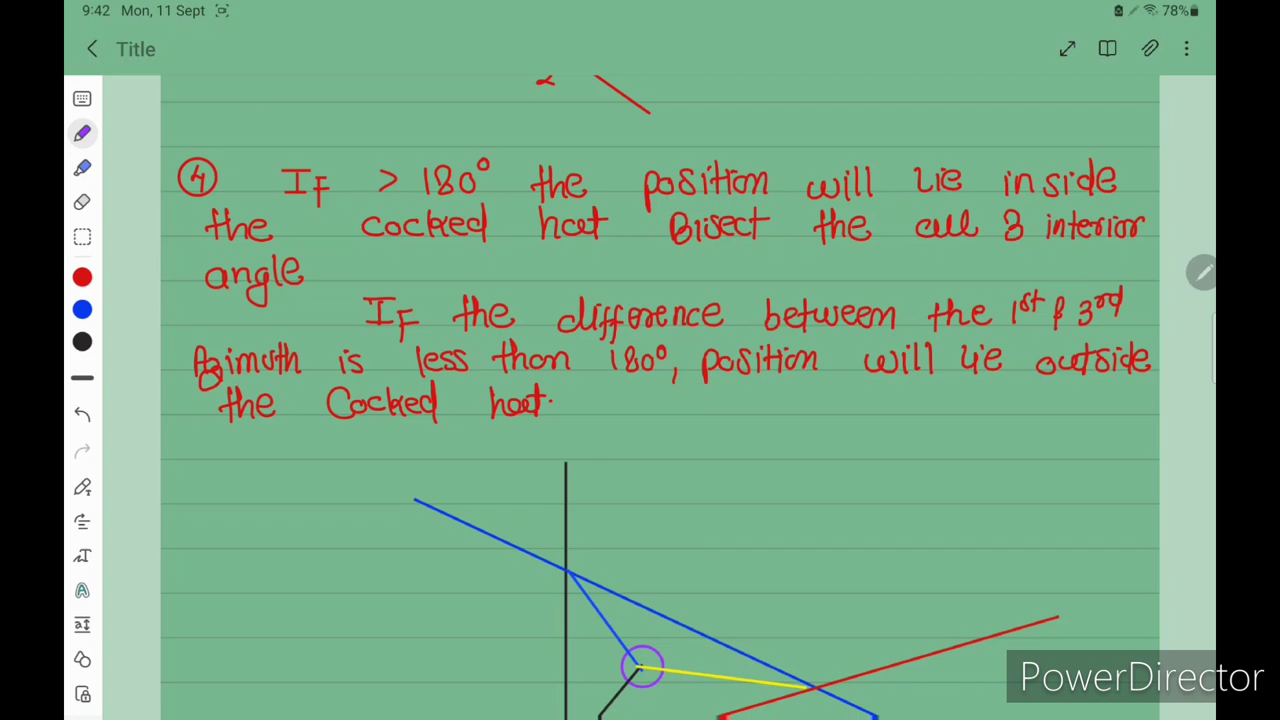 9:42 Mon, 11 Sept
78%
Title
2
4 IF > 180° the position will Lie inside
the cocked hat Bisect the all 3 interior
angle
IF the difference between the 1st & 3rd
Azimuth is less than 180°, position will lie outside
the Cocked hat.
PowerDirector